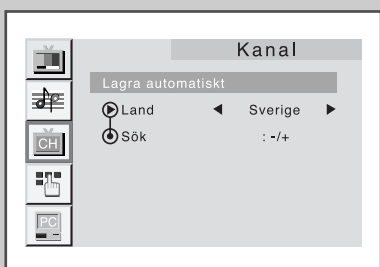 Kanal
Lagra automatiskt
Land ◀ Sverige ▶
Sök : -/+
CH
PC